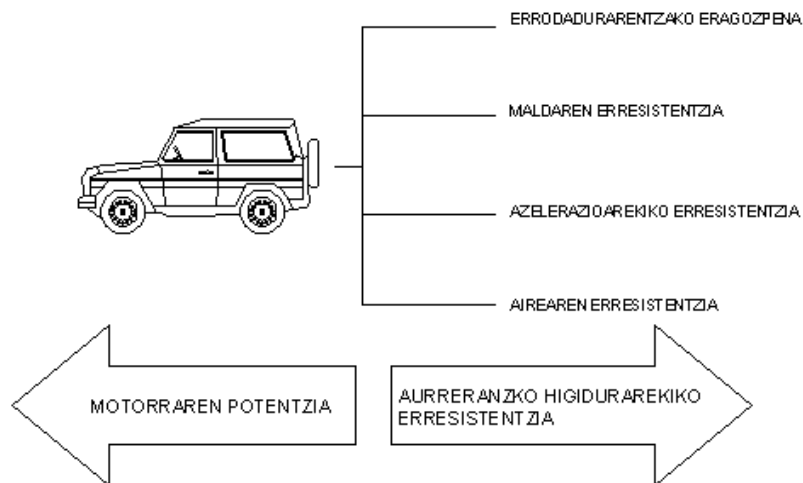 ERRODADURARENTZAKO ERAGOZPENA
MALDAREN ERRESISTENTZIA
AZELERAZIOAREKIKO ERRESISTENTZIA
AIREAREN ERRESISTENTZIA
MOTORRAREN POTENTZIA
AURRERANZKO HIGIDURAREKIKO
ERRESISTENTZIA